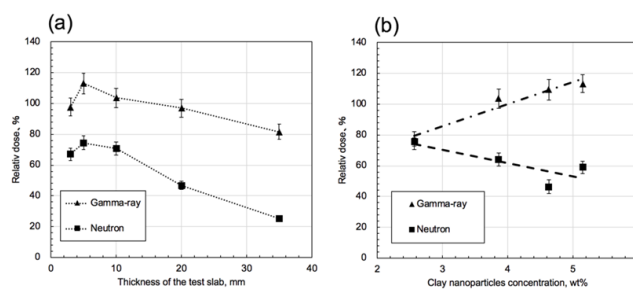 (a)
140
120
100
80
60
40
20
0
Relativ dose, %
Gamma-ray
Neutron
0 10 20 30 40
Thickness of the test slab, mm
(b)
140
120
100
80
60
40
20
0
Relativ dose, %
Gamma-ray
Neutron
2 3 4 5 6
Clay nanoparticles concentration, wt%